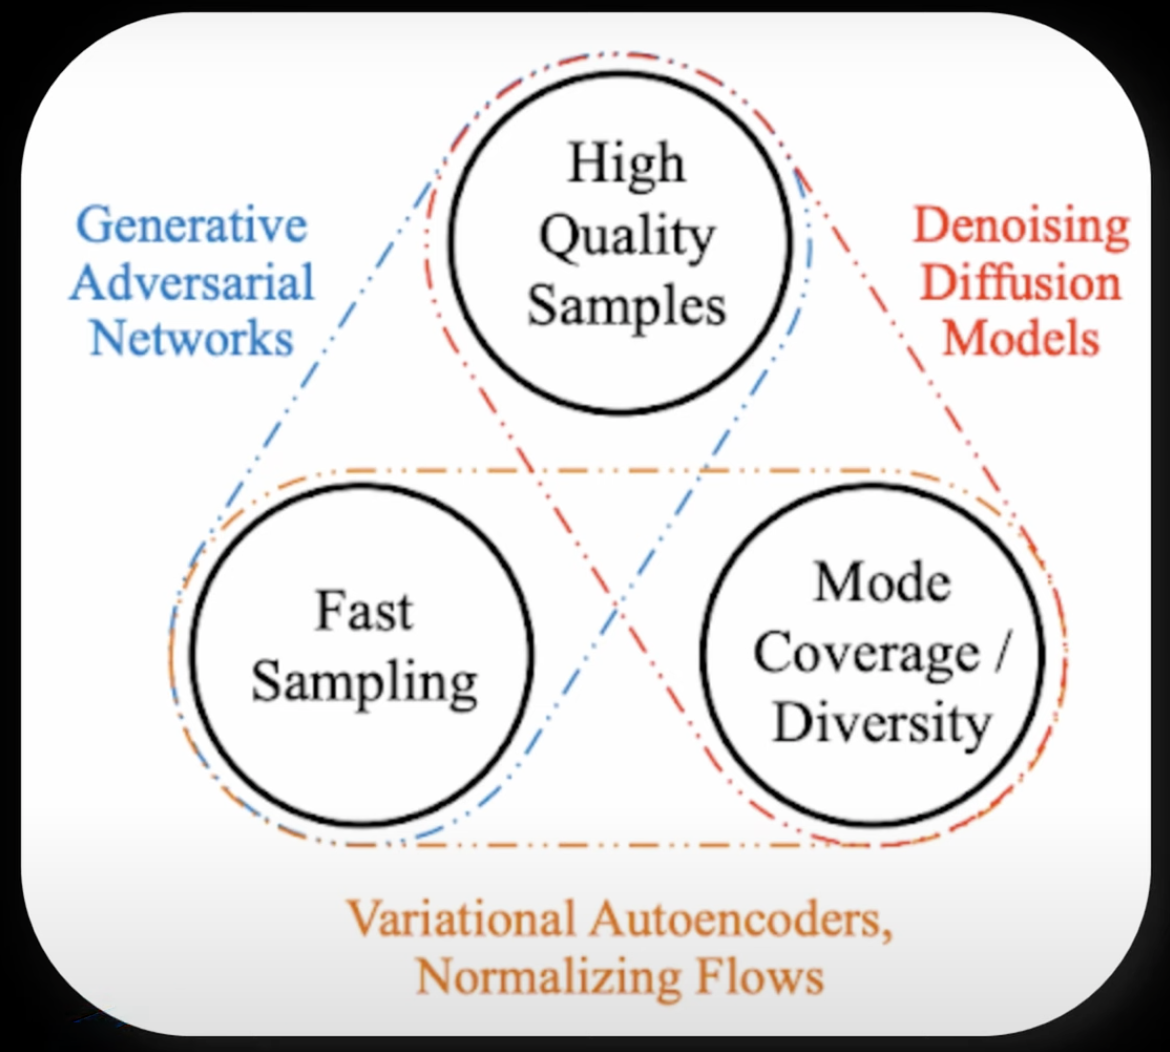 High
Quality
Samples
Generative
Adversarial
Networks
Denoising
Diffusion
Models
Fast
Sampling
Mode
Coverage /
Diversity
Variational Autoencoders,
Normalizing Flows